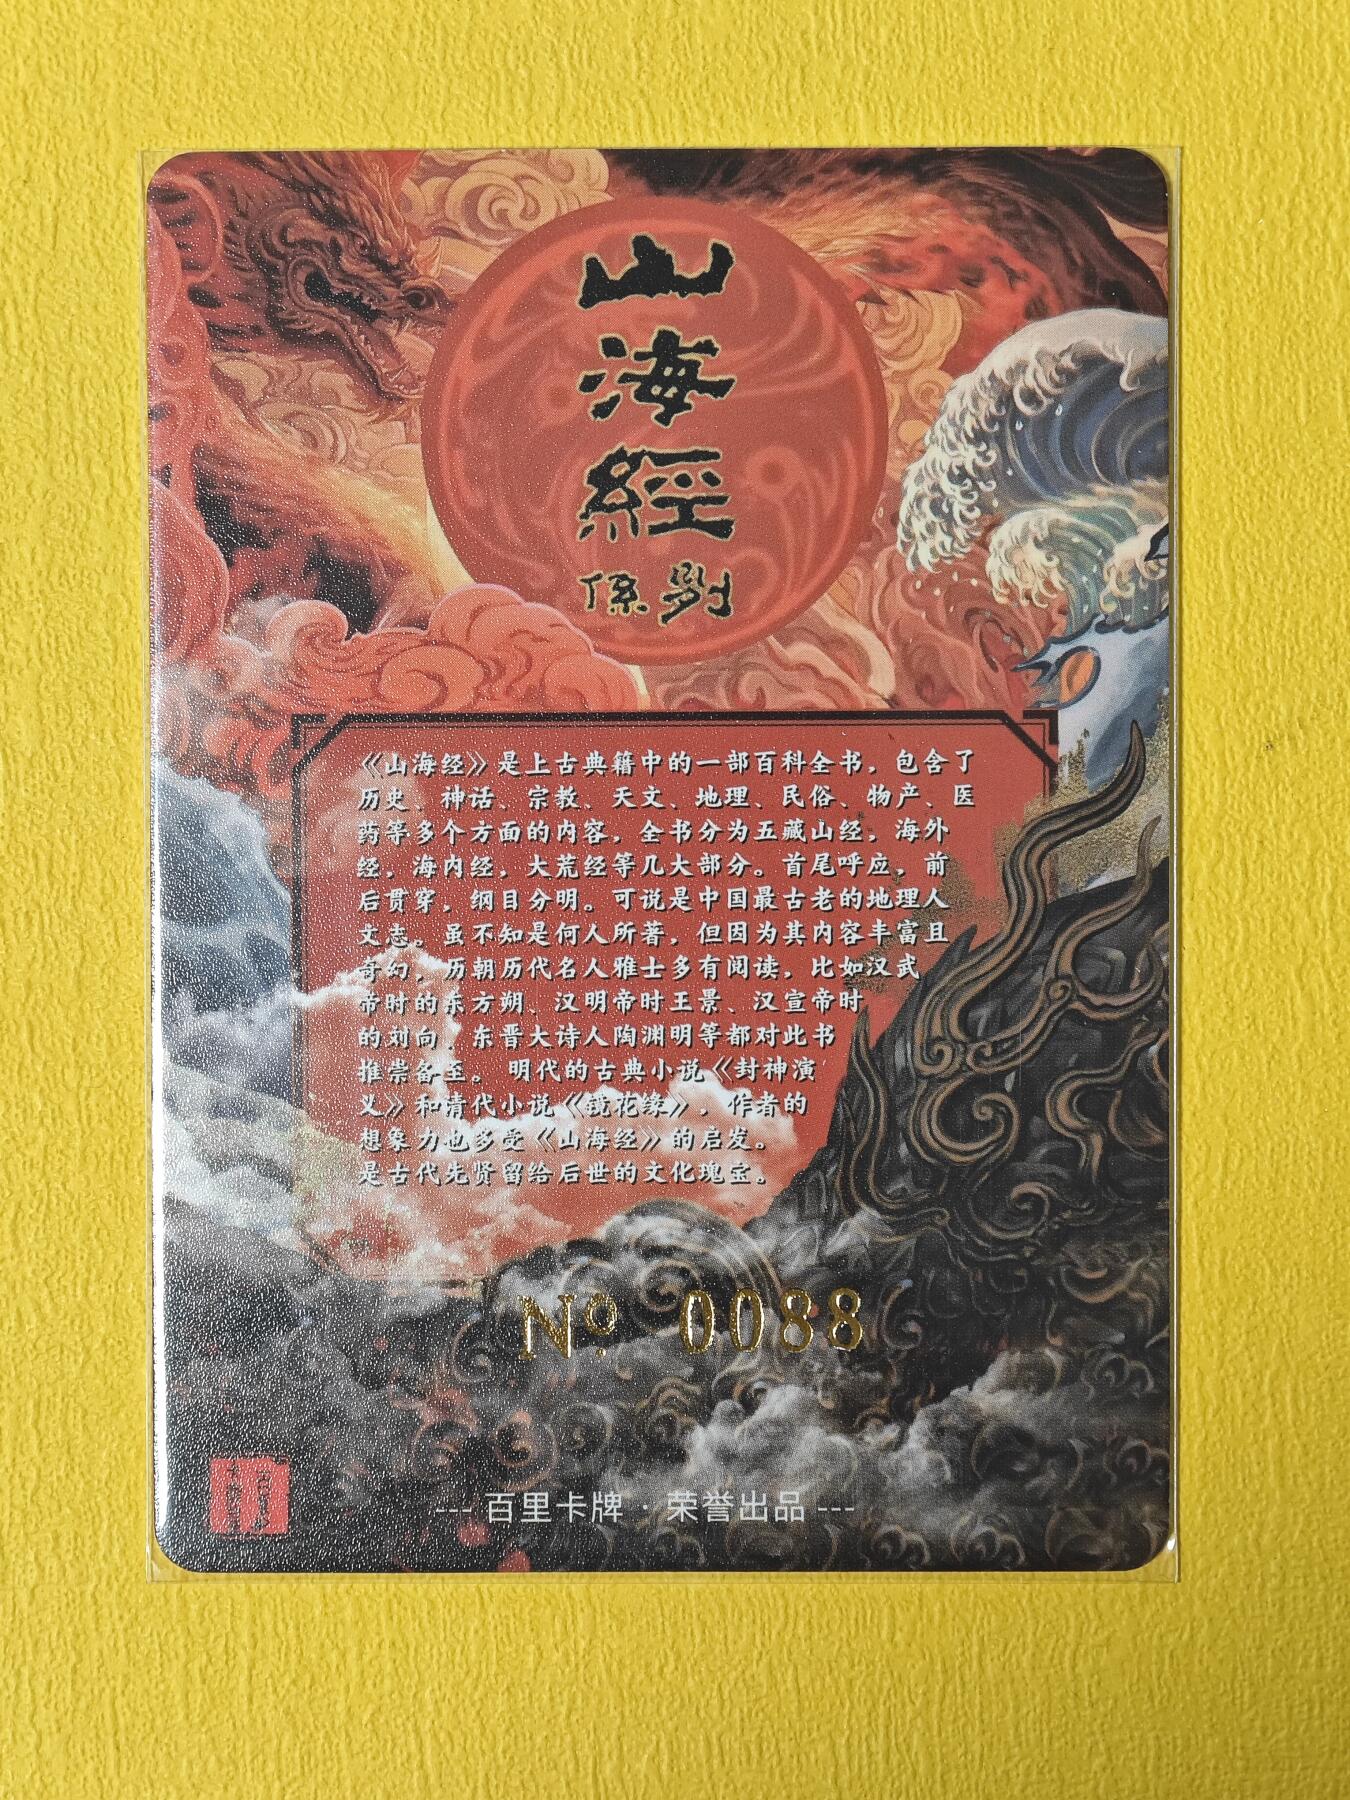 山
海
經
係列
《山海经》是上古典籍中的一部百科全书，包含了
历史、神话、宗教、天文、地理、民俗、物产、医
药等多个方面的内容，全书分为五藏山经，海外
经，海内经，大荒经等几大部分。首尾呼应，前
后贯穿，纲目分明。可说是中国最古老的地理人
文志。虽不知是何人所著，但因为其内容丰富且
奇幻，历朝历代名人雅士多有阅读，比如汉武
帝时的东方朔、汉明帝时王景、汉宣帝时
的刘向、东晋大诗人陶渊明等都对此书
推崇备至。 明代的古典小说《封神演
义》和清代小说《镜花缘》，作者的
想象力也多受《山海经》的启发。
是古代先贤留给后世的文化瑰宝。
Nº 0088
--- 百里卡牌 · 荣誉出品 ---